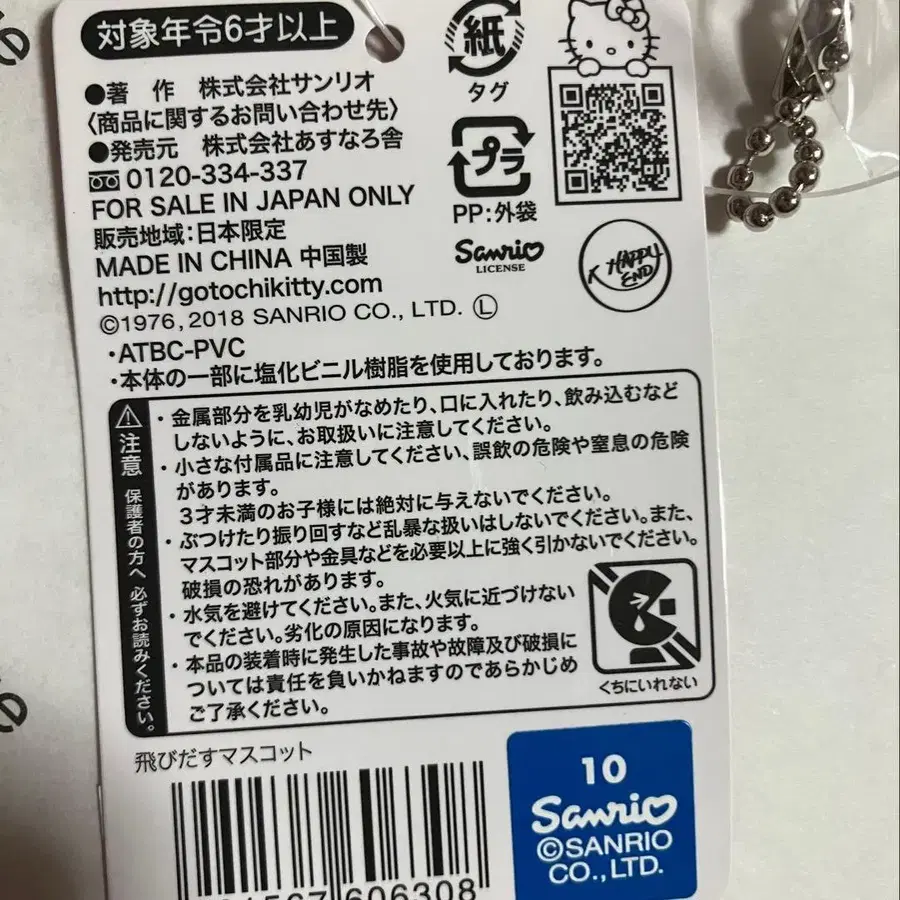 対象年令6才以上
●著 作 株式会社サンリオ
〈商品に関するお問い合わせ先〉
●発売元 株式会社あすなろ舎
0120-334-337
FOR SALE IN JAPAN ONLY
販売地域:日本限定
MADE IN CHINA 中国製
http://gotochikitty.com
©1976, 2018 SANRIO CO., LTD. Ⓛ
・ATBC-PVC
・本体の一部に塩化ビニル樹脂を使用しております。
紙
タグ
プラ
PP:外袋
Sanrio
LICENSE
HAPPY
END
注意 保護者の方へ 必ずお読みください。
・金属部分を乳幼児がなめたり、口に入れたり、飲み込むなど
しないように、お取扱いに注意してください。
・小さな付属品に注意してください、誤飲の危険や窒息の危険
があります。
3才未満のお子様には絶対に与えないでください。
・ぶつけたり振り回すなど乱暴な扱いはしないでください。また、
マスコット部分や金具などを必要以上に強く引かないでください。
破損の恐れがあります。
・水気を避けてください。また、火気に近づけない
でください。劣化の原因になります。
・本品の装着時に発生した事故や故障及び破損に
ついては責任を負いかねますのであらかじめ
ご了承ください。
くちにいれない
飛びだすマスコット
606308
10
Sanrio
©SANRIO
CO.,LTD.